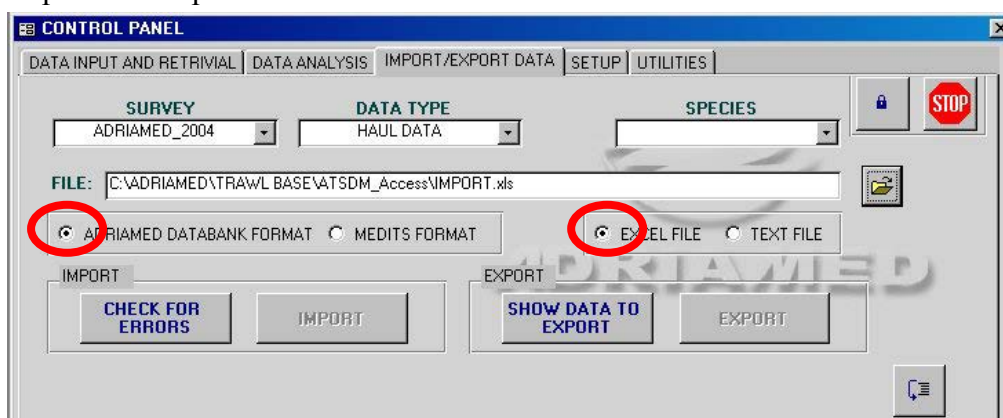 CONTROL PANEL
DATA INPUT AND RETRIVIAL DATA ANALYSIS IMPORT/EXPORT DATA SETUP UTILITIES
SURVEY DATA TYPE SPECIES
ADRIAMED_2004 HAUL DATA
STOP
FILE: C:\ADRIAMED\TRAWL BASE\ATSDM_Access\IMPORT.xls
ADRIAMED DATABANK FORMAT MEDITS FORMAT EXCEL FILE TEXT FILE
ADRIAMED
IMPORT EXPORT
CHECK FOR ERRORS IMPORT SHOW DATA TO EXPORT EXPORT